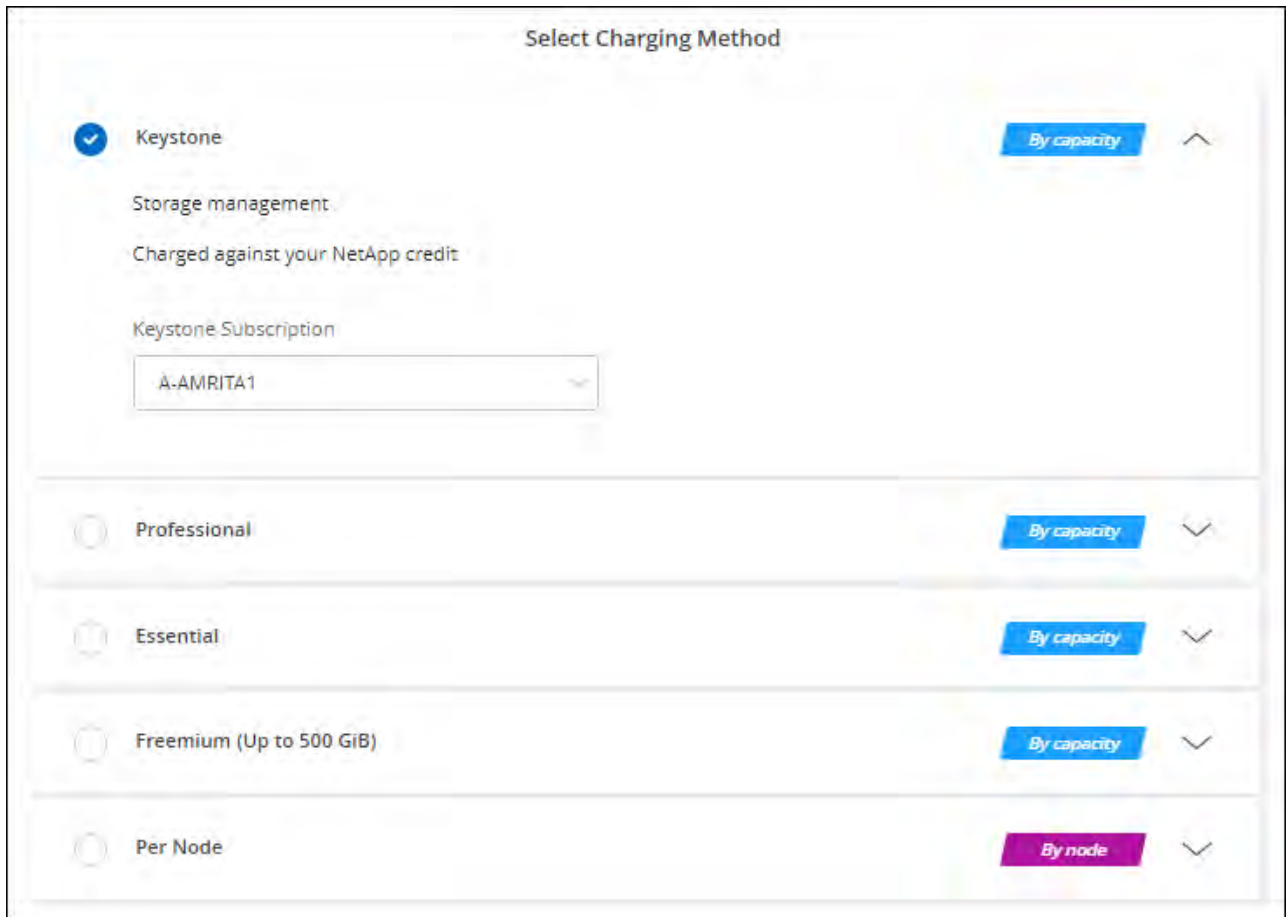 Select Charging Method
Keystone
By capacity
Storage management
Charged against your NetApp credit
Keystone Subscription
A-AMRITA1
Professional
By capacity
Essential
By capacity
Freemium (Up to 500 GiB)
By capacity
Per Node
By node